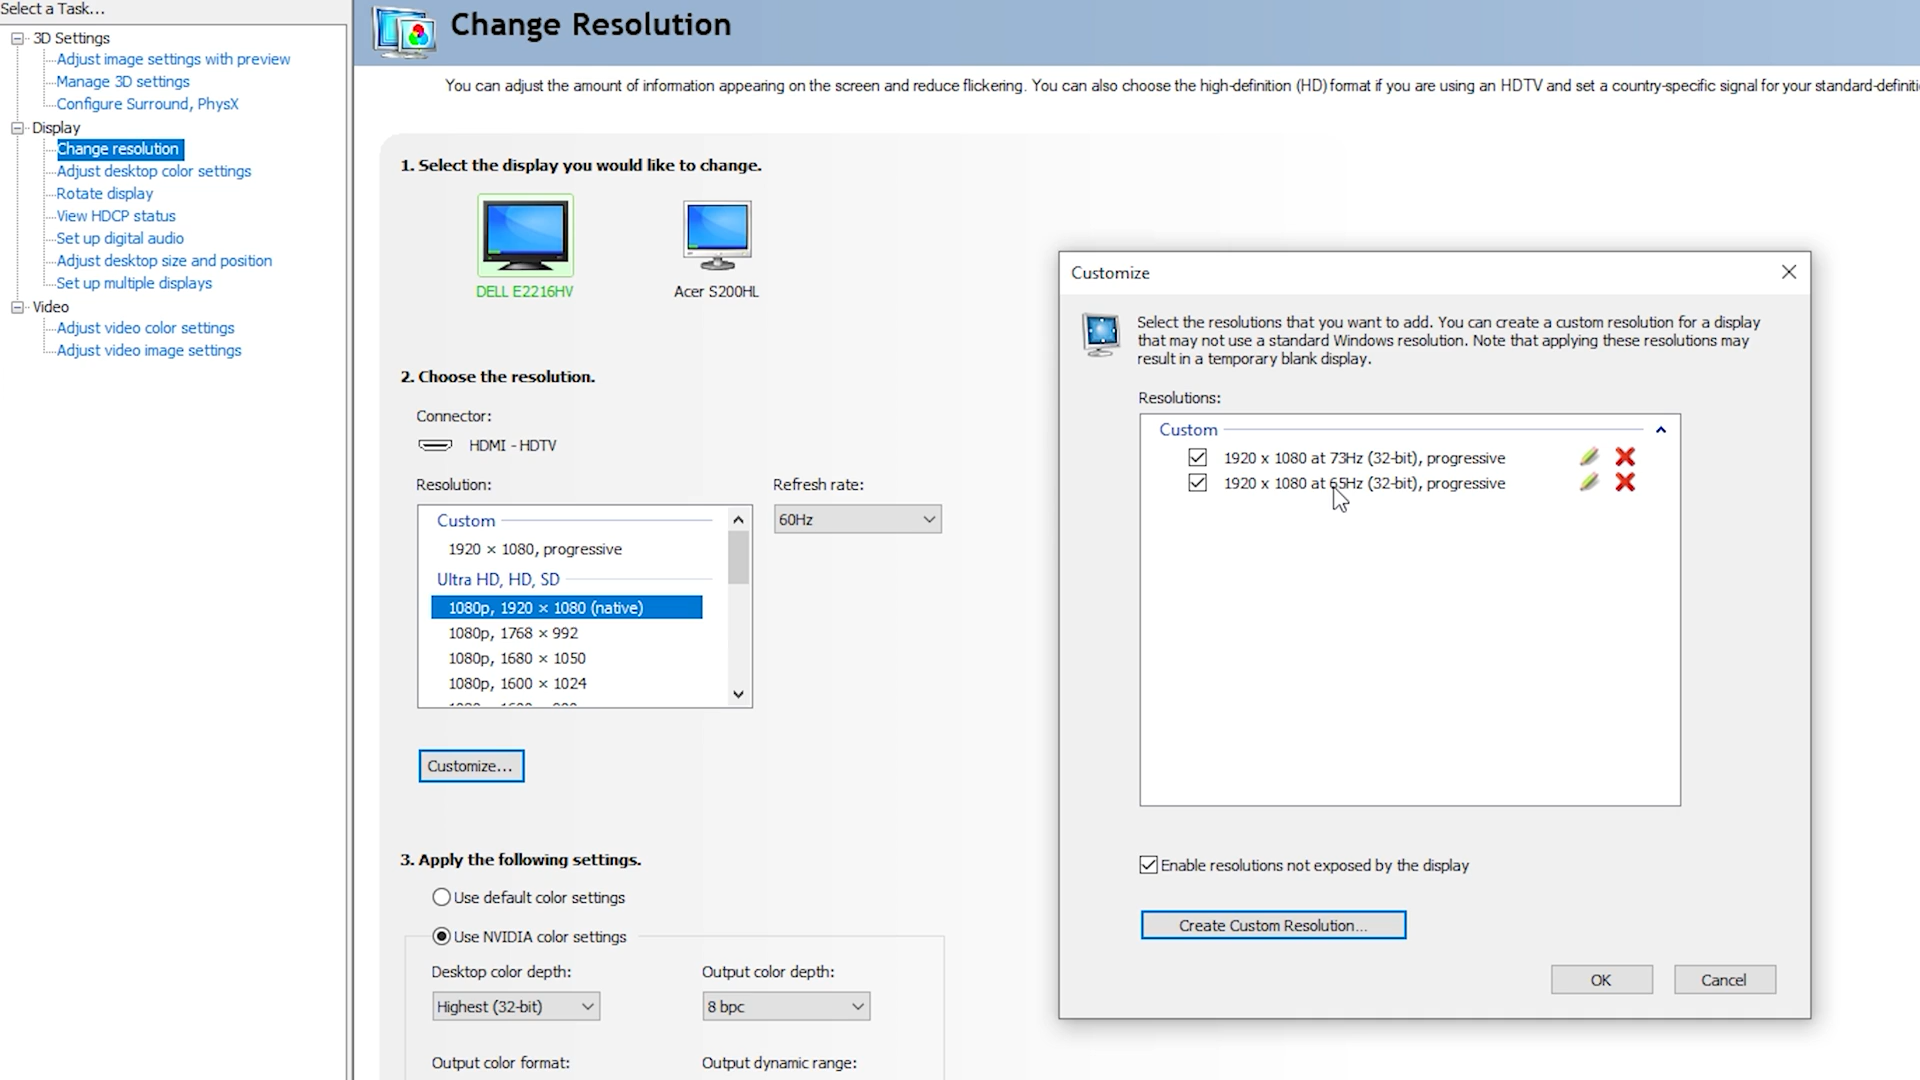 Select a Task...
3D Settings
Adjust image settings with preview
Manage 3D settings
Configure Surround, PhysX
Display
Change resolution
Adjust desktop color settings
Rotate display
View HDCP status
Set up digital audio
Adjust desktop size and position
Set up multiple displays
Video
Adjust video color settings
Adjust video image settings
Change Resolution
You can adjust the amount of information appearing on the screen and reduce flickering. You can also choose the high-definition (HD) format if you are using an HDTV and set a country-specific signal for your standard-definiti
1. Select the display you would like to change.
DELL E2216HV
Acer S200HL
2. Choose the resolution.
Connector:
HDMI - HDTV
Resolution:
Refresh rate:
60Hz
Custom
1920 × 1080, progressive
Ultra HD, HD, SD
1080p, 1920 × 1080 (native)
1080p, 1768 × 992
1080p, 1680 × 1050
1080p, 1600 × 1024
Customize...
3. Apply the following settings.
Use default color settings
Use NVIDIA color settings
Desktop color depth:
Output color depth:
Highest (32-bit)
8 bpc
Output color format:
Output dynamic range:
Customize
Select the resolutions that you want to add. You can create a custom resolution for a display
that may not use a standard Windows resolution. Note that applying these resolutions may
result in a temporary blank display.
Resolutions:
Custom
1920 x 1080 at 73Hz (32-bit), progressive
1920 x 1080 at 65Hz (32-bit), progressive
Enable resolutions not exposed by the display
Create Custom Resolution...
OK
Cancel